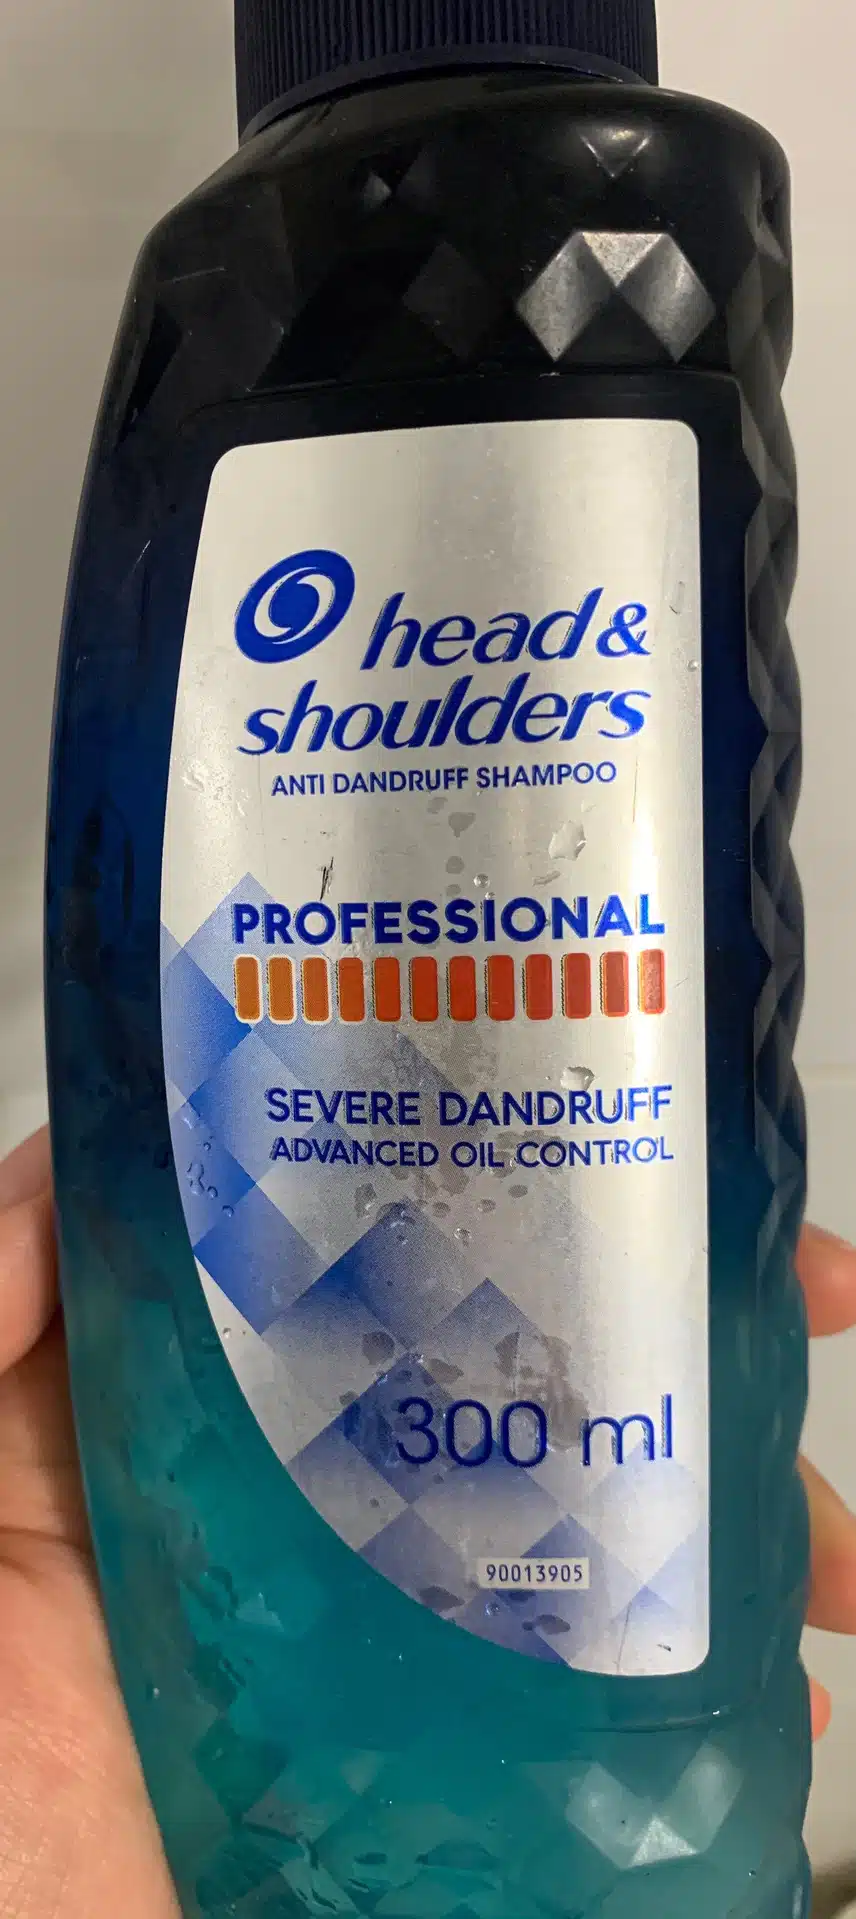 head &
shoulders
ANTI DANDRUFF SHAMPOO
PROFESSIONAL
SEVERE DANDRUFF
ADVANCED OIL CONTROL
300 ml
90013905